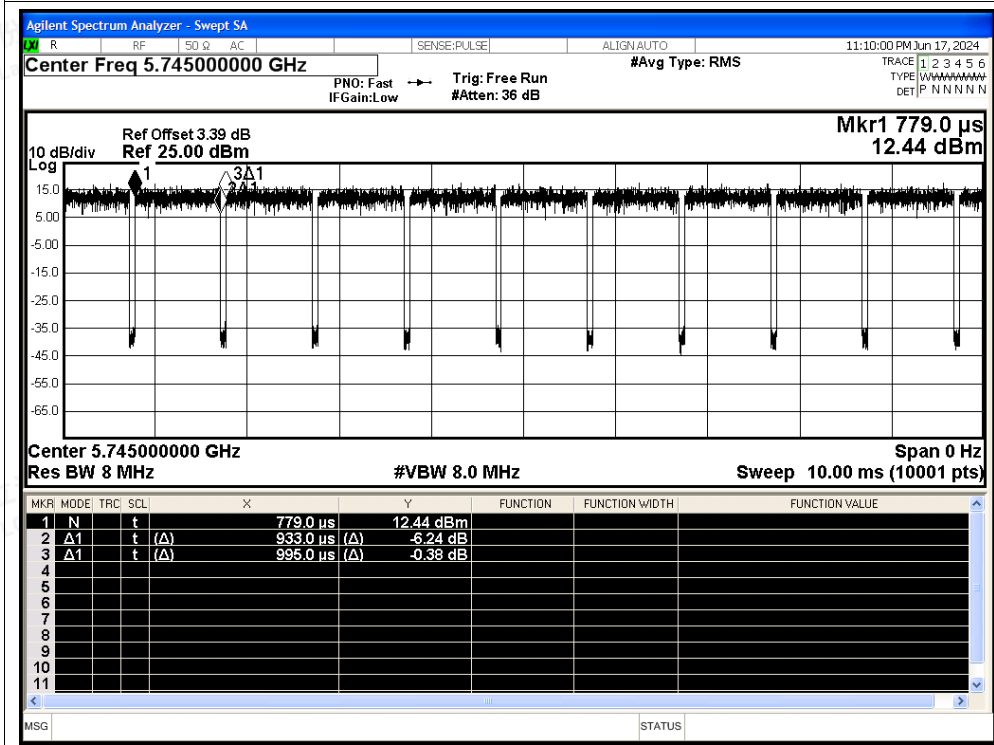 Agilent Spectrum Analyzer - Swept SA
LXI R RF 50 Ω AC SENSE:PULSE ALIGN AUTO 11:10:00 PM Jun 17, 2024
Center Freq 5.745000000 GHz #Avg Type: RMS TRACE 1 2 3 4 5 6
PNO: Fast Trig: Free Run TYPE W
IFGain:Low #Atten: 36 dB DET P N N N N N
Mkr1 779.0 µs
Ref Offset 3.39 dB
10 dB/div Ref 25.00 dBm 12.44 dBm
Log
1 3Δ1
2Δ1
15.0
5.00
-5.00
-15.0
-25.0
-35.0
-45.0
-55.0
-65.0
Center 5.745000000 GHz Span 0 Hz
Res BW 8 MHz #VBW 8.0 MHz Sweep 10.00 ms (10001 pts)
MKR MODE TRC SCL X Y FUNCTION FUNCTION WIDTH FUNCTION VALUE
1 N t 779.0 µs 12.44 dBm
2 Δ1 t (Δ) 933.0 µs (Δ) -6.24 dB
3 Δ1 t (Δ) 995.0 µs (Δ) -0.38 dB
4
5
6
7
8
9
10
11
MSG STATUS